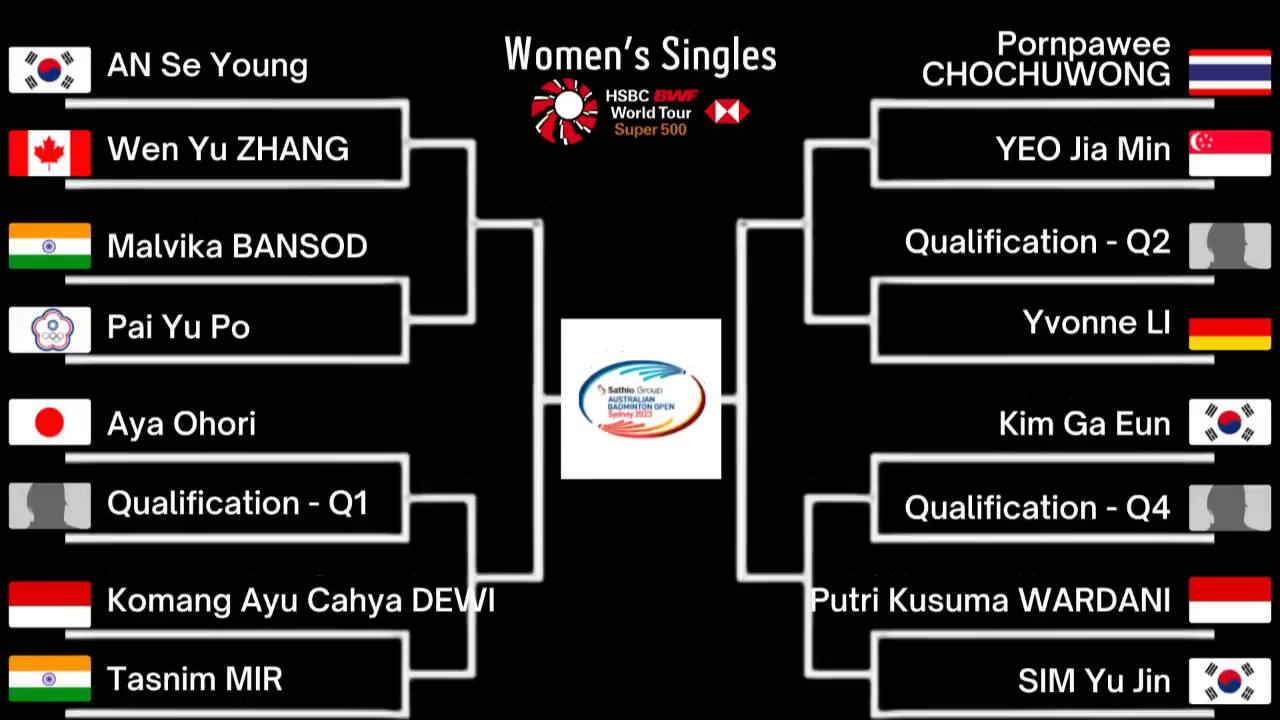 Women's Singles
HSBC BWF
World Tour
Super 500
AN Se Young
Wen Yu ZHANG
Malvika BANSOD
Pai Yu Po
Aya Ohori
Qualification - Q1
Komang Ayu Cahya DEWI
Tasnim MIR
Sathio Group
AUSTRALIAN
BADMINTON OPEN
Sydney 2023
Pornpawee
CHOCHUWONG
YEO Jia Min
Qualification - Q2
Yvonne LI
Kim Ga Eun
Qualification - Q4
Putri Kusuma WARDANI
SIM Yu Jin